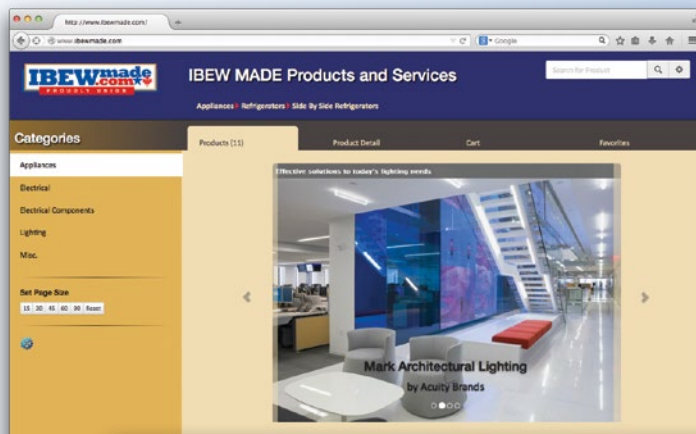 http://www.ibewmade.com/
www.ibewmade.com
Google
IBEWmade
.com
PROUDLY UNION
IBEW MADE Products and Services
Search for Product
Appliances Refrigerators Side By Side Refrigerators
Categories
Products (11)
Product Detail
Cart
Favorites
Appliances
Electrical
Electrical Components
Lighting
Misc.
Set Page Size
15 30 45 60 90 Reset
Effective solutions to today's lighting needs
Mark Architectural Lighting
by Acuity Brands